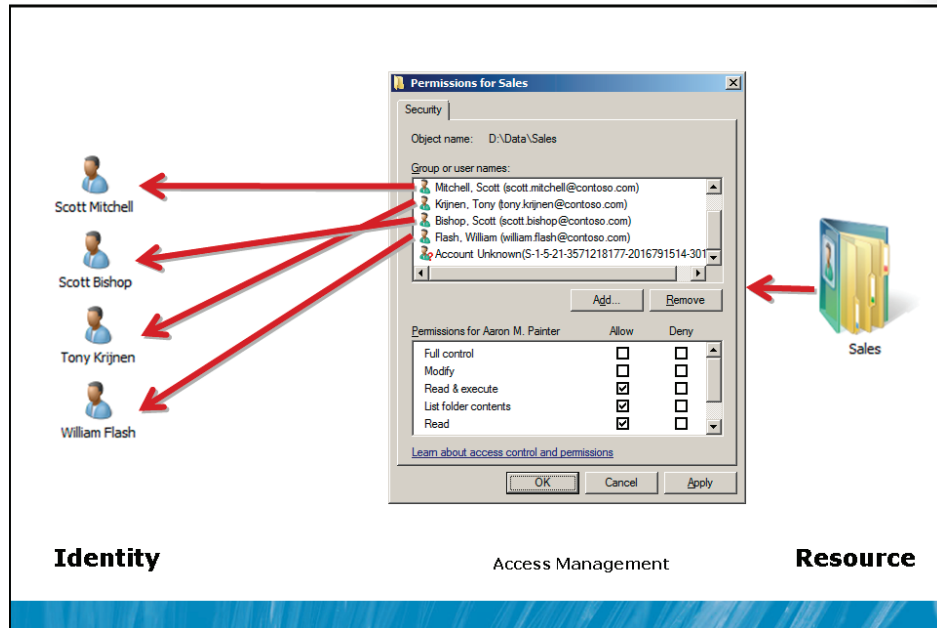 Permissions for Sales
Security
Object name: D:\Data\Sales
Group or user names:
Mitchell, Scott (scott.mitchell@contoso.com)
Krijnen, Tony (tony.krijnen@contoso.com)
Bishop, Scott (scott.bishop@contoso.com)
Flash, William (william.flash@contoso.com)
Account Unknown(S-1-5-21-3571218177-2016791514-301
Add... Remove
Permissions for Aaron M. Painter Allow Deny
Full control
Modify
Read & execute
List folder contents
Read
Learn about access control and permissions
OK Cancel Apply
Scott Mitchell
Scott Bishop
Tony Krijnen
William Flash
Sales
Identity
Access Management
Resource